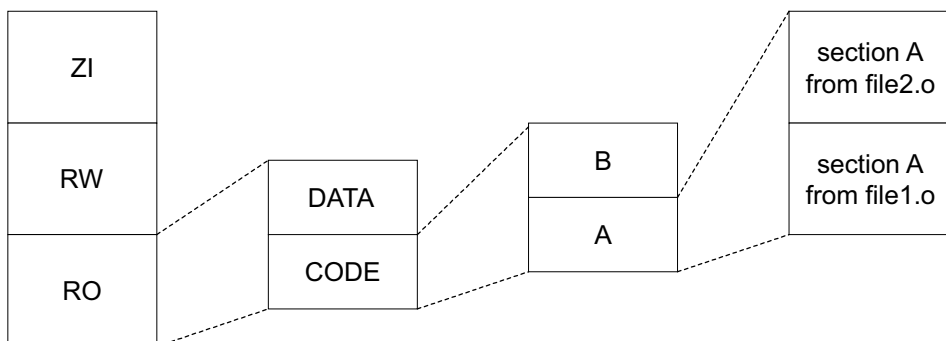 ZI
RW
RO
DATA
CODE
B
A
section A
from file2.o
section A
from file1.o